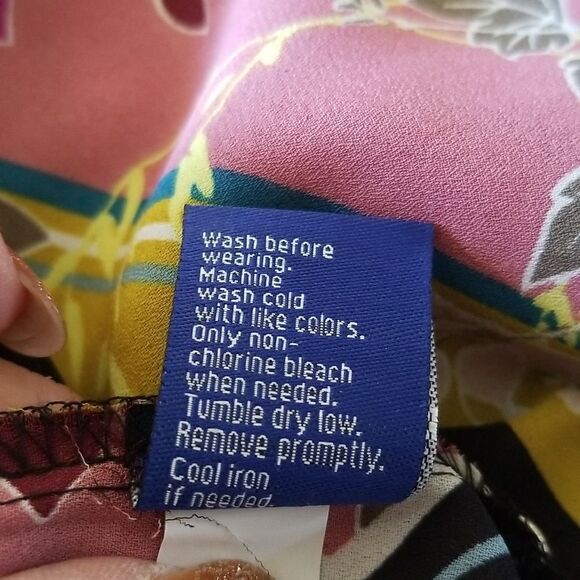 Wash before
wearing.
Machine
wash cold
with like colors.
Only non-
chlorine bleach
when needed.
Tumble dry low.
Remove promptly.
Cool iron
if needed.